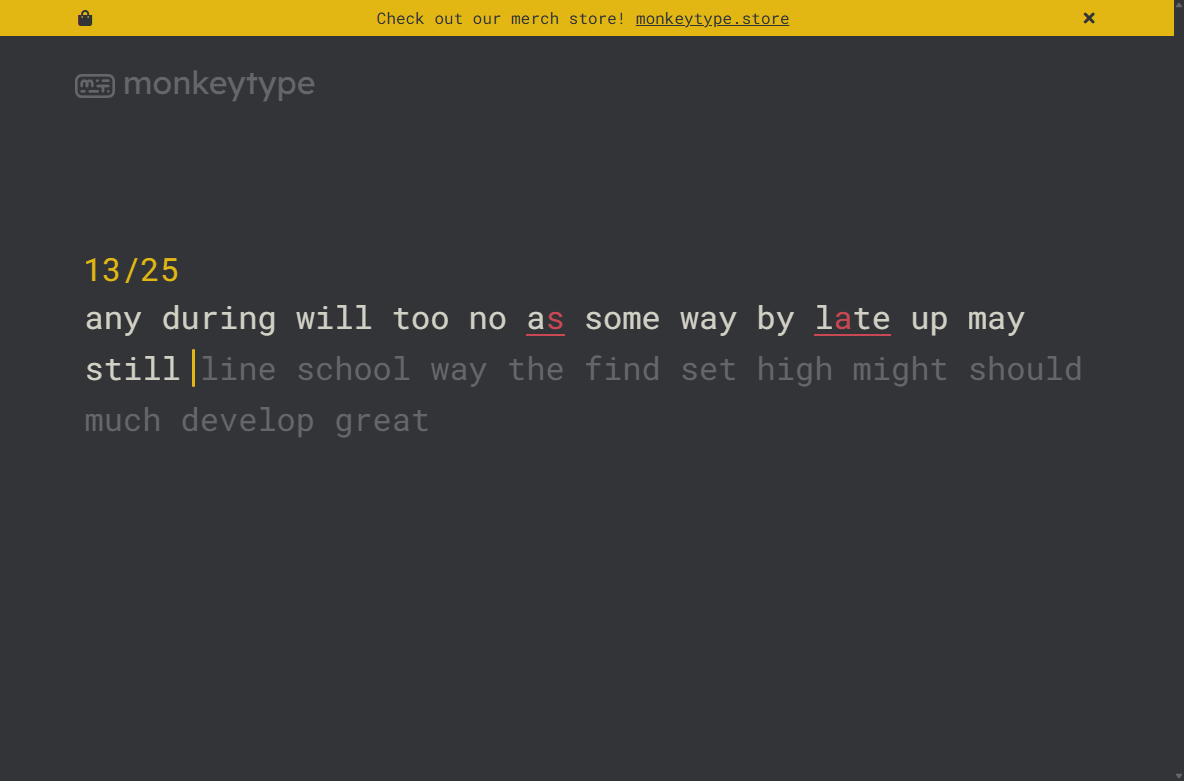 Check out our merch store! monkeytype.store
monkeytype
13/25
any during will too no as some way by late up may
still line school way the find set high might should
much develop great